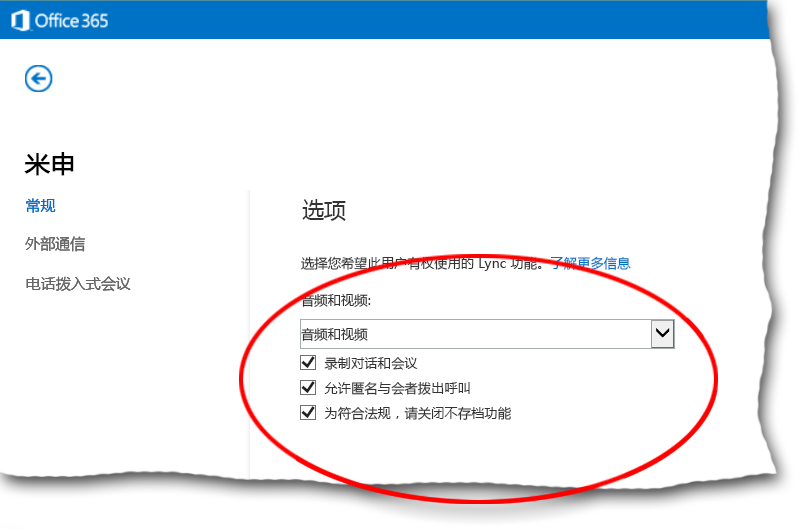 Office 365
米申
常规
外部通信
电话拨入式会议
选项
选择您希望此用户有权使用的 Lync 功能。了解更多信息
音频和视频:
音频和视频
录制对话和会议
允许匿名与会者拨出呼叫
为符合法规，请关闭不存档功能